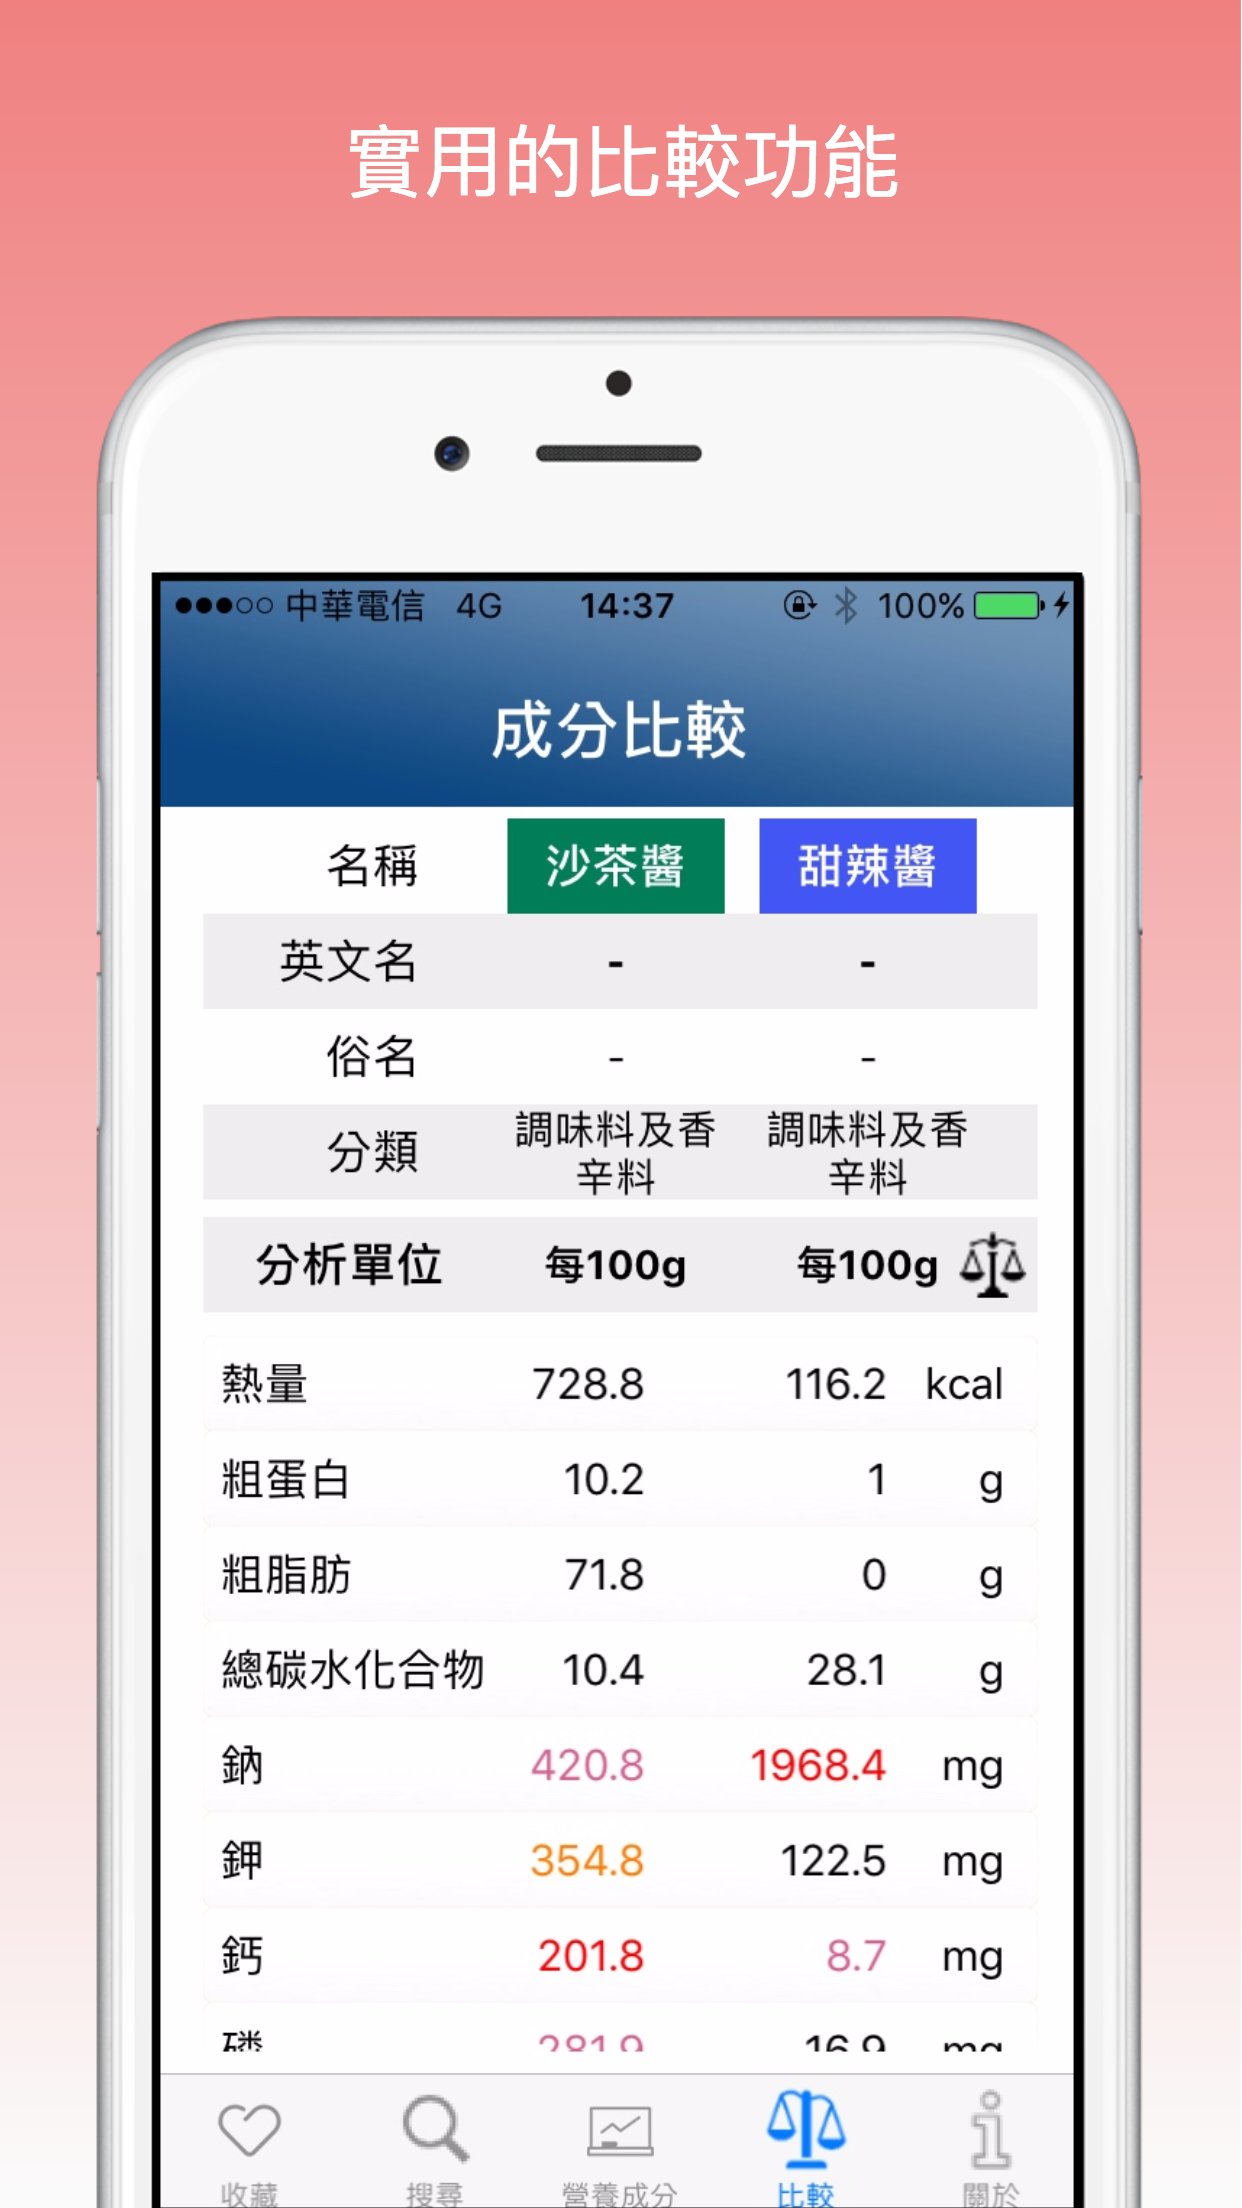 實用的比較功能
中華電信 4G 14:37 100%
成分比較
名稱 沙茶醬 甜辣醬
英文名 - -
俗名 - -
分類 調味料及香辛料 調味料及香辛料
分析單位 每100g 每100g
熱量 728.8 116.2 kcal
粗蛋白 10.2 1 g
粗脂肪 71.8 0 g
總碳水化合物 10.4 28.1 g
鈉 420.8 1968.4 mg
鉀 354.8 122.5 mg
鈣 201.8 8.7 mg
磷 281.9 16.9 mg
收藏 搜尋 營養成分 比較 關於